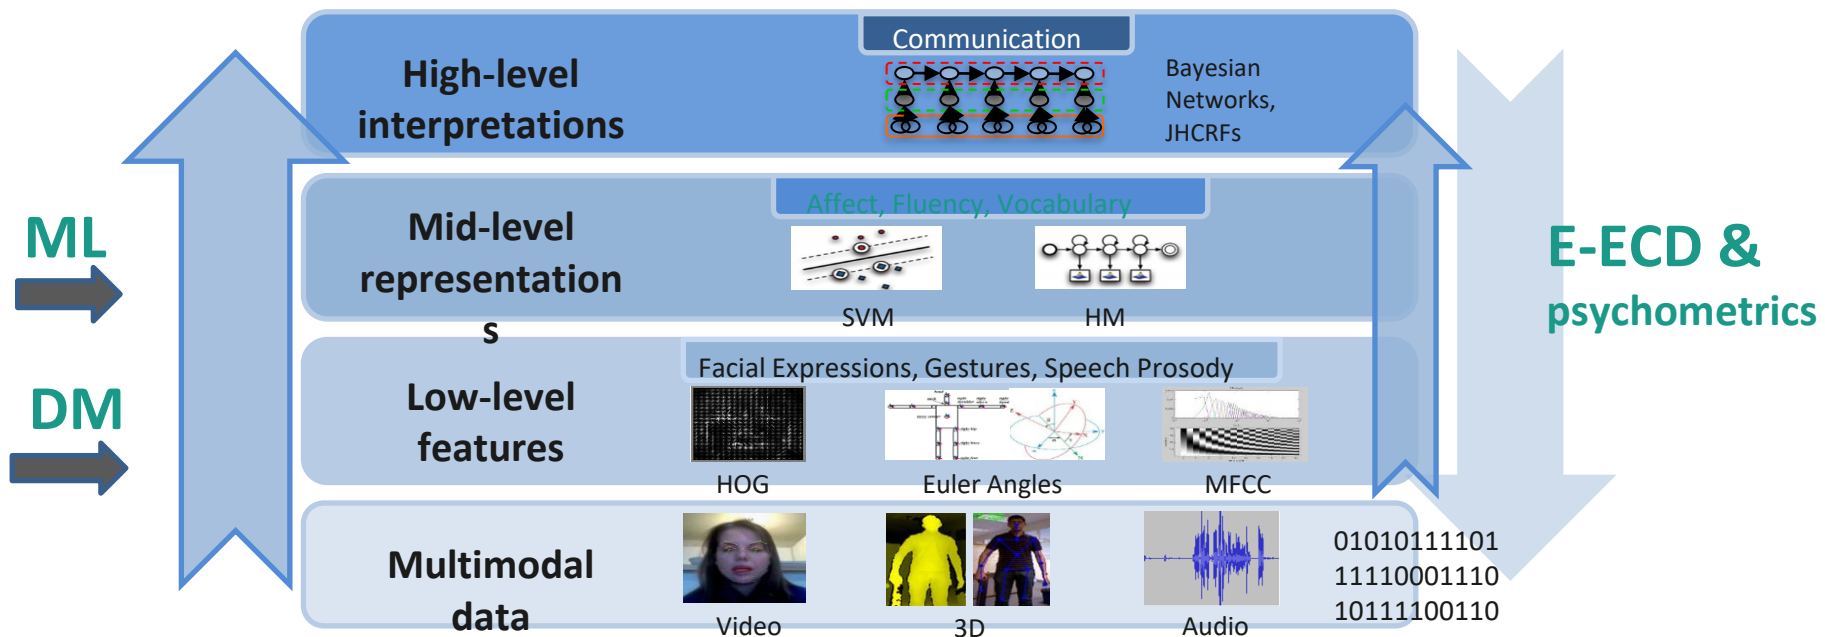 Communication
High-level
interpretations
Bayesian
Networks,
JHCRFs
Affect, Fluency, Vocabulary
Mid-level
representation
s
SVM
HM
ML
DM
E-ECD &
psychometrics
Facial Expressions, Gestures, Speech Prosody
Low-level
features
HOG
Euler Angles
MFCC
Multimodal
data
Video
3D
Audio
01010111101
11110001110
10111100110